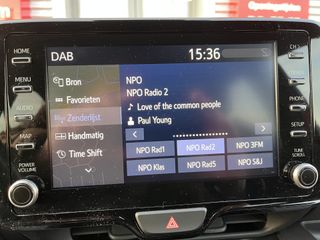 Openingstijden
DAB
15:36
HOME
MENU
AUDIO
MAP
POWER
VOLUME
Bron
Favorieten
Zenderlijst
Handmatig
Time Shift
NPO
NPO Radio 2
Love of the common people
Paul Young
NPO Rad1
NPO Rad2
NPO 3FM
NPO Klas
NPO Rad5
NPO S&J
CH >
PHONE
SETUP
TUNE
SCROLL